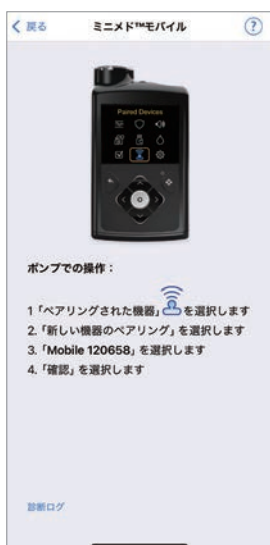 戻る
ミニメド™モバイル
?
Paired Devices
ポンプでの操作：
1「ペアリングされた機器」を選択します
2.「新しい機器のペアリング」を選択します
3.「Mobile 120658」を選択します
4.「確認」を選択します
診断ログ